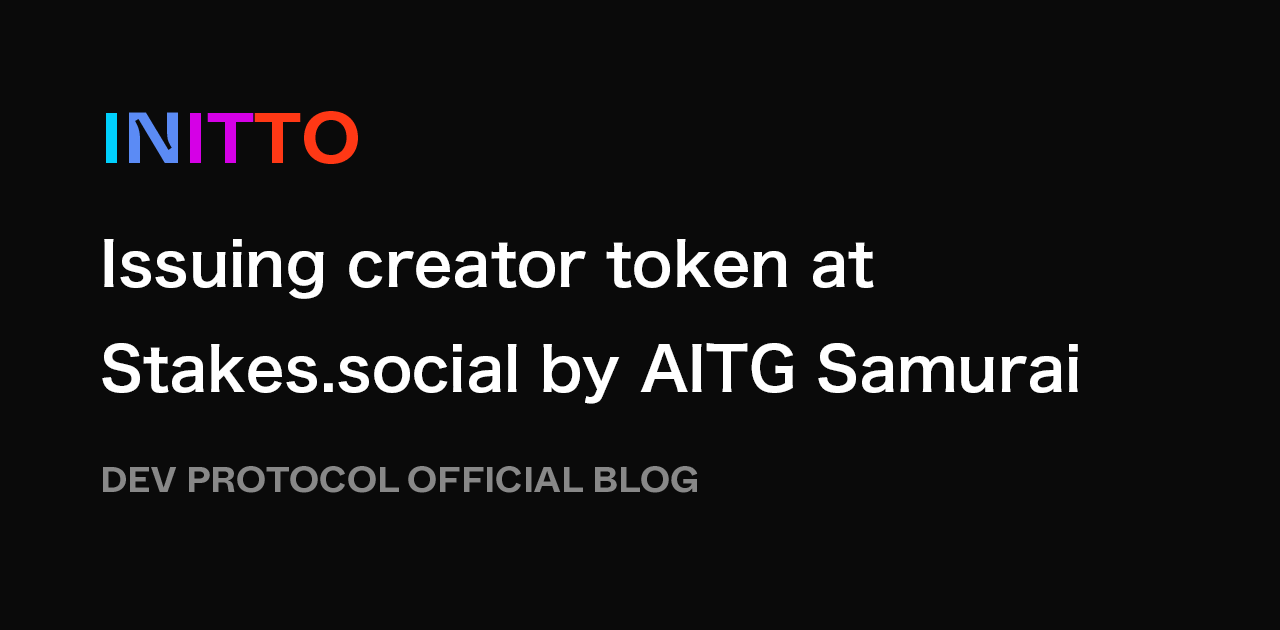 INITTO
Issuing creator token at
Stakes.social by AITG Samurai
DEV PROTOCOL OFFICIAL BLOG